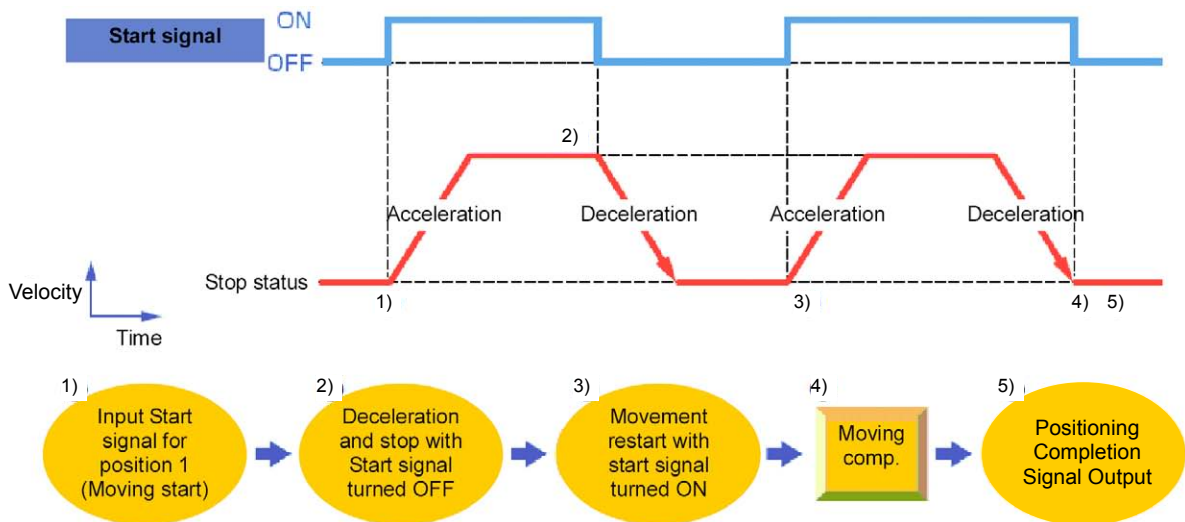 ON
Start signal
OFF
2)
Acceleration
Deceleration
Acceleration
Deceleration
Stop status
Velocity
Time
1)
3)
4)
5)
1)
Input Start
signal for
position 1
(Moving start)
2)
Deceleration
and stop with
Start signal
turned OFF
3)
Movement
restart with
start signal
turned ON
4)
Moving
comp.
5)
Positioning
Completion
Signal Output